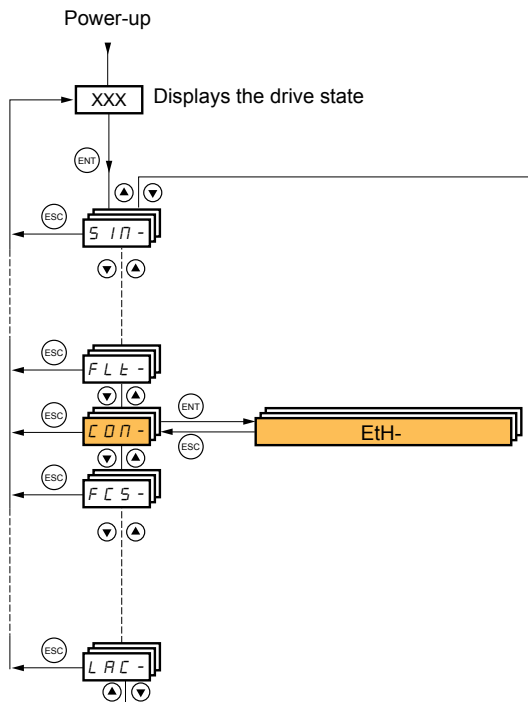 Power-up
XXX Displays the drive state
ENT
ESC
SIM-
ESC
FLt-
ESC
COM-
ENT
ESC
EtH-
ESC
FCS-
ESC
LAC-